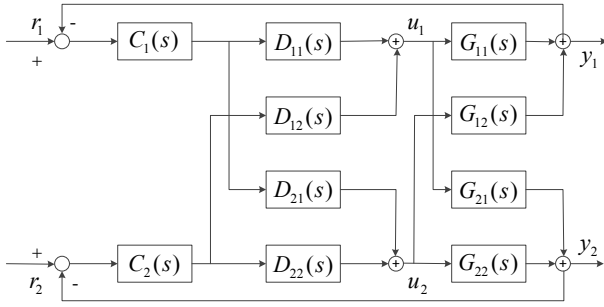 r₁ - C₁(s) D₁₁(s) u₁ G₁₁(s) y₁
+ + +
D₁₂(s) G₁₂(s)
D₂₁(s) G₂₁(s)
+ C₂(s) D₂₂(s) + G₂₂(s) + y₂
r₂ - u₂